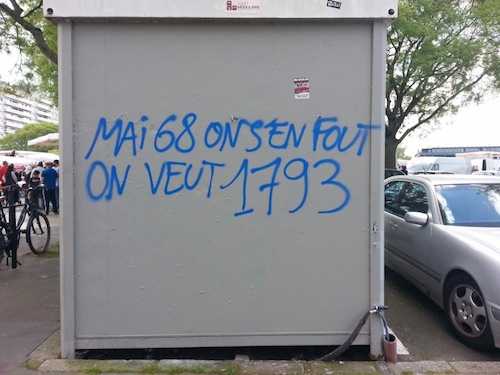 MAi 68 ON S'EN FOUT
ON VEUT 1793